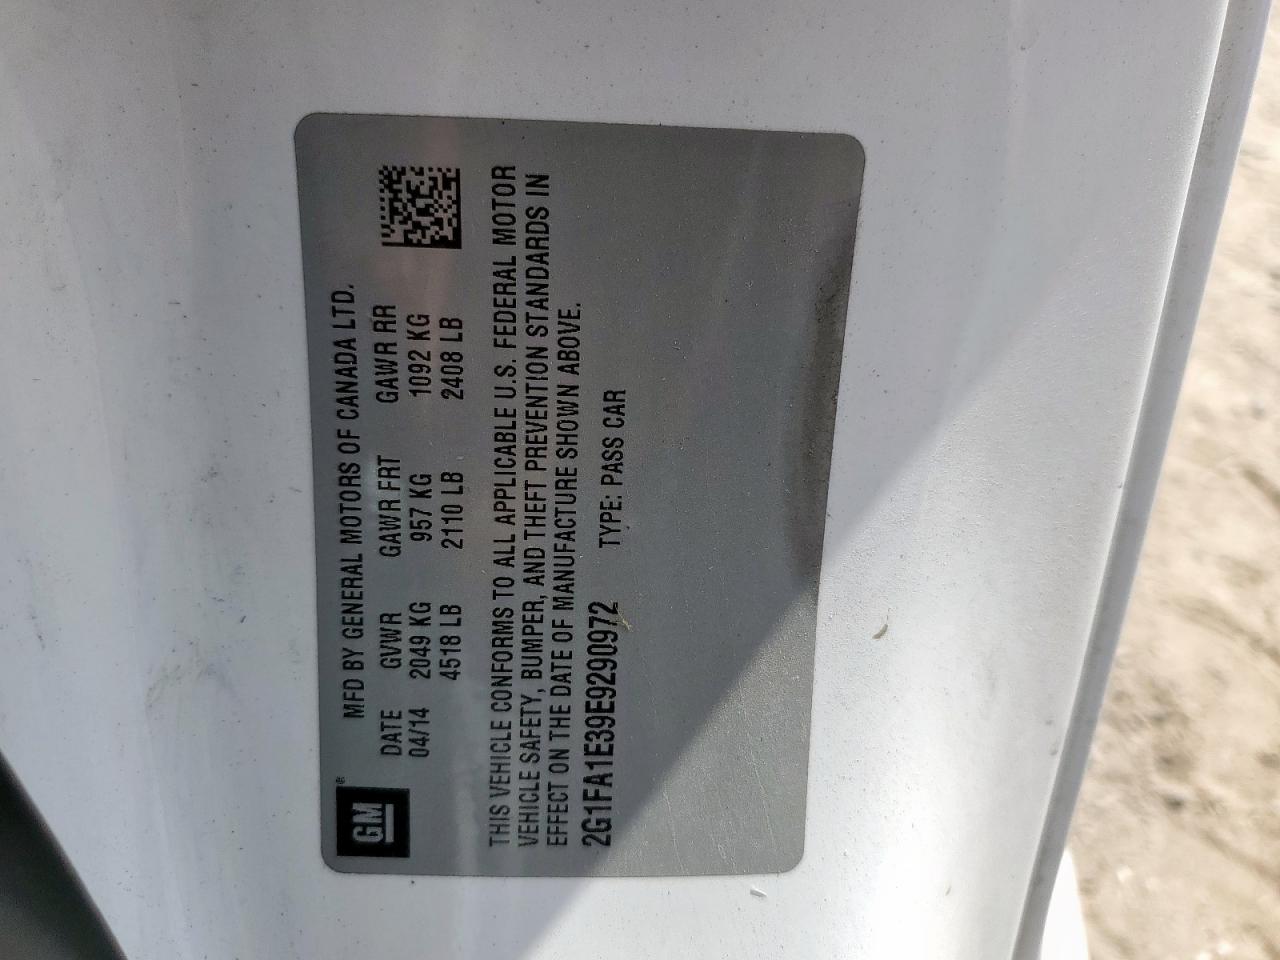 MFD BY GENERAL MOTORS OF CANADA LTD.
GM ®
DATE GVWR GAWR FRT GAWR RR
04/14 2049 KG 957 KG 1092 KG
4518 LB 2110 LB 2408 LB
THIS VEHICLE CONFORMS TO ALL APPLICABLE U.S. FEDERAL MOTOR
VEHICLE SAFETY, BUMPER, AND THEFT PREVENTION STANDARDS IN
EFFECT ON THE DATE OF MANUFACTURE SHOWN ABOVE.
2G1FA1E39E9290972 TYPE: PASS CAR